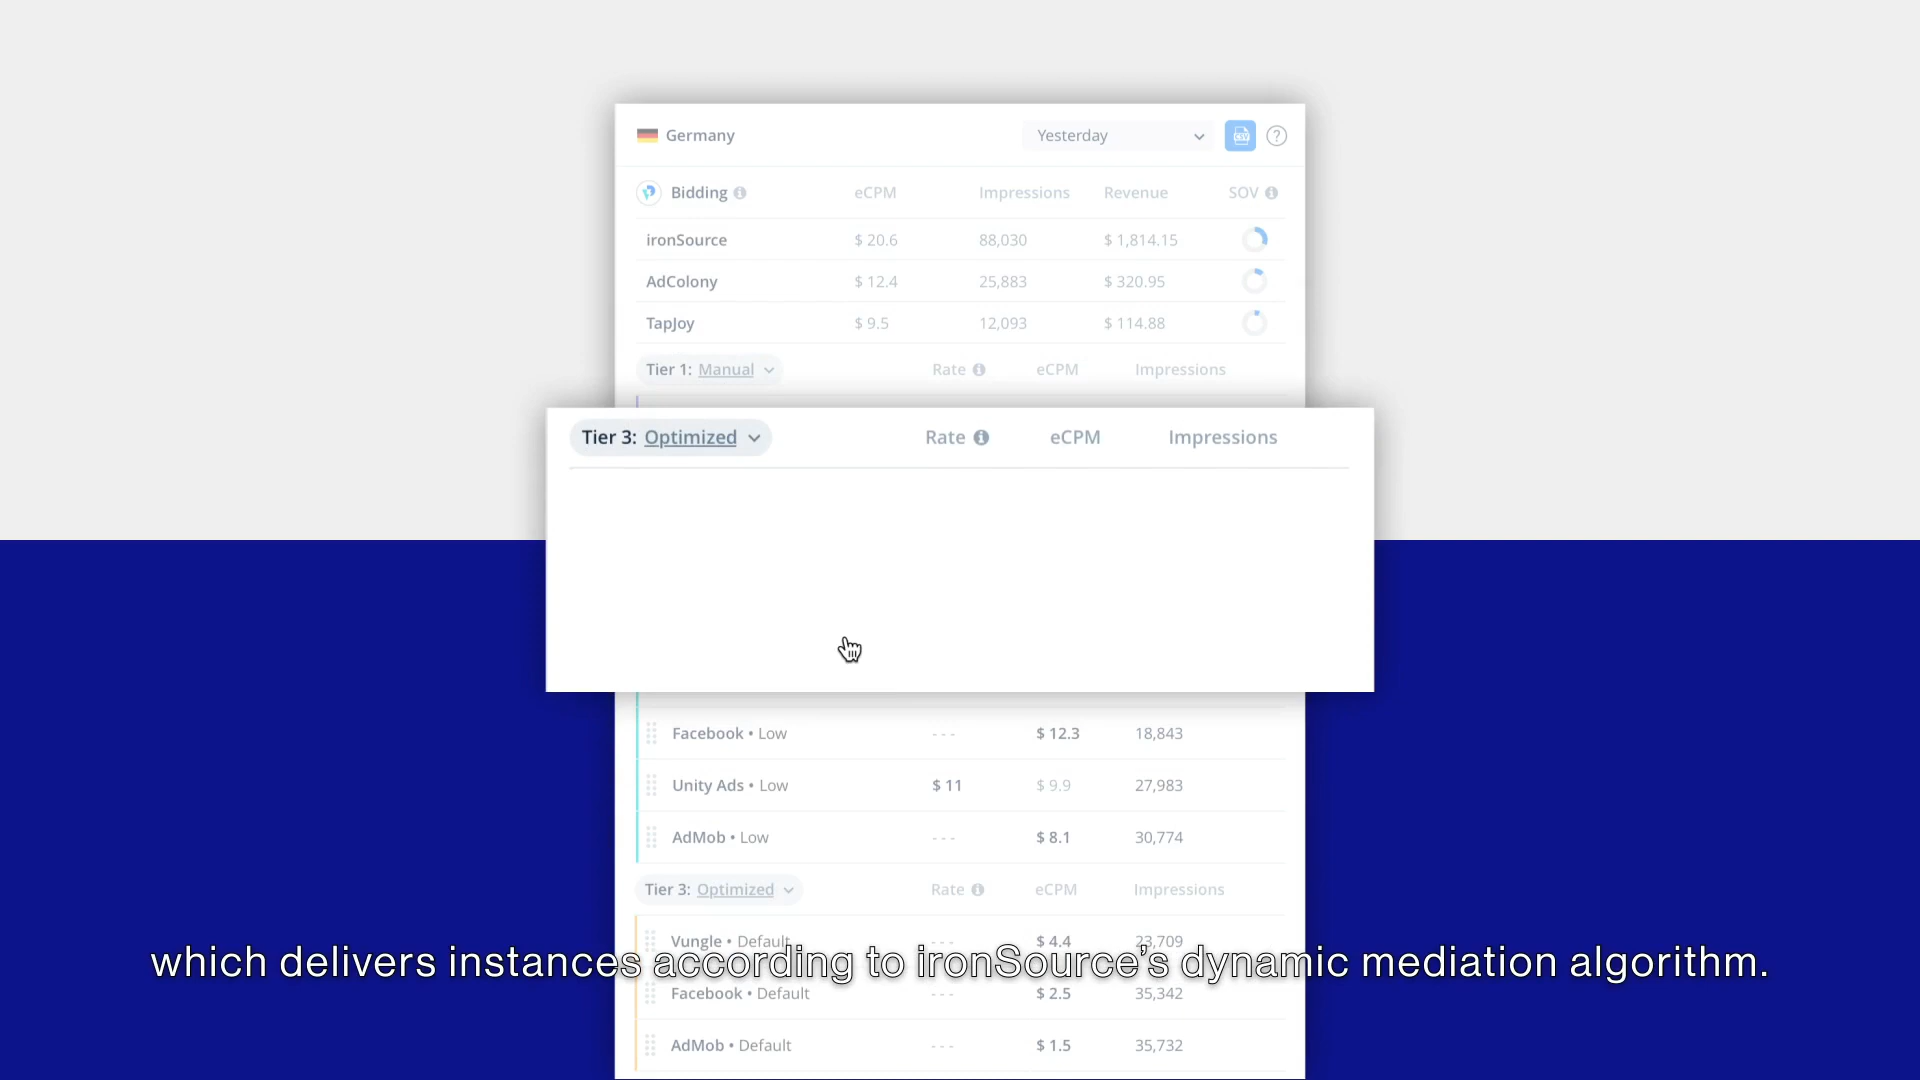 Germany Yesterday CSV ?
Bidding eCPM Impressions Revenue SOV
ironSource $ 20.6 88,030 $ 1,814.15
AdColony $ 12.4 25,883 $ 320.95
TapJoy $ 9.5 12,093 $ 114.88
Tier 1: Manual Rate eCPM Impressions
Tier 3: Optimized Rate eCPM Impressions
Facebook • Low --- $ 12.3 18,843
Unity Ads • Low $ 11 $ 9.9 27,983
AdMob • Low --- $ 8.1 30,774
Tier 3: Optimized Rate eCPM Impressions
Vungle • Default --- $ 4.4 23,709
which delivers instances according to ironSource’s dynamic mediation algorithm.
Facebook • Default --- $ 2.5 35,342
AdMob • Default --- $ 1.5 35,732